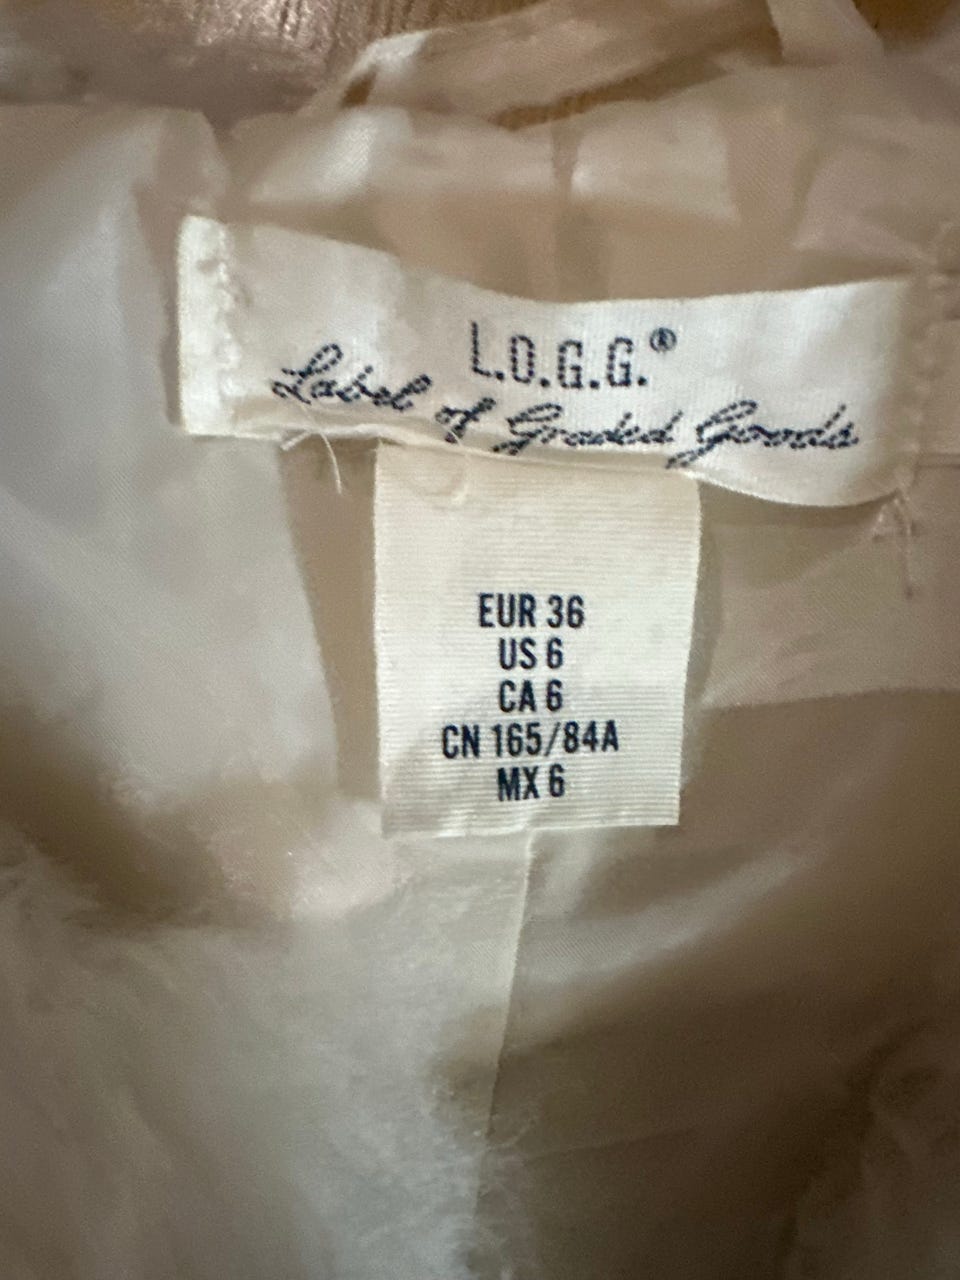 L.O.G.G.®
Label of Graded Goods
EUR 36
US 6
CA 6
CN 165/84A
MX 6